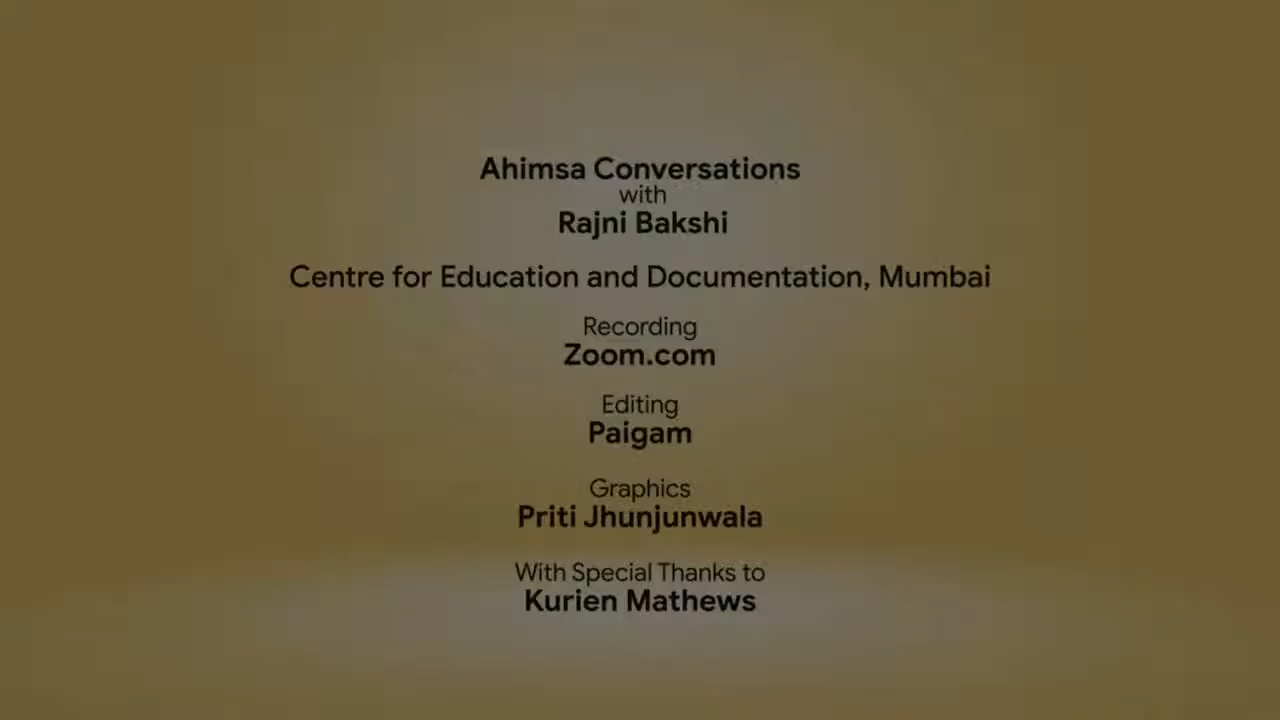 Ahimsa Conversations
with
Rajni Bakshi
Centre for Education and Documentation, Mumbai
Recording
Zoom.com
Editing
Paigam
Graphics
Priti Jhunjunwala
With Special Thanks to
Kurien Mathews